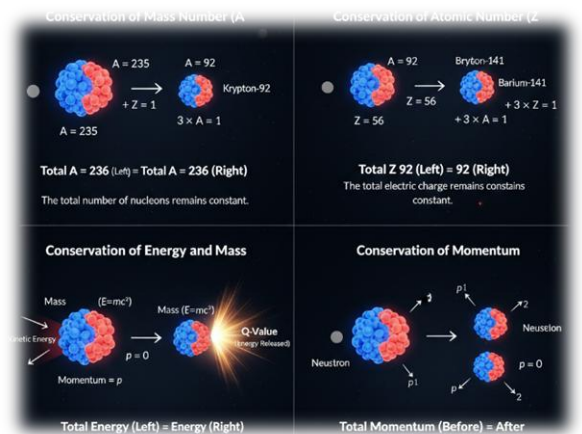 Conservation of Mass Number (A
A = 235
A = 92
Krypton-92
+ Z = 1
3 × A = 1
A = 235
Total A = 236 (Left) = Total A = 236 (Right)
The total number of nucleons remains constant.
Conservation of Atomic Number (Z
A = 92
Bryton-141
Barium-141
Z = 56
+ 3 × Z = 1
Z = 56
+ 3 × A = 1
Total Z 92 (Left) = 92 (Right)
The total electric charge remains constains
constant.
Conservation of Energy and Mass
Mass
(E=mc²)
Mass (E=mc²)
Kinetic Energy
Q-Value
(Energy Released)
p = 0
Momentum = p
Total Energy (Left) = Energy (Right)
Conservation of Momentum
p1
2
Neuselon
Neustron
p1
p = 0
p
2
Total Momentum (Before) = After